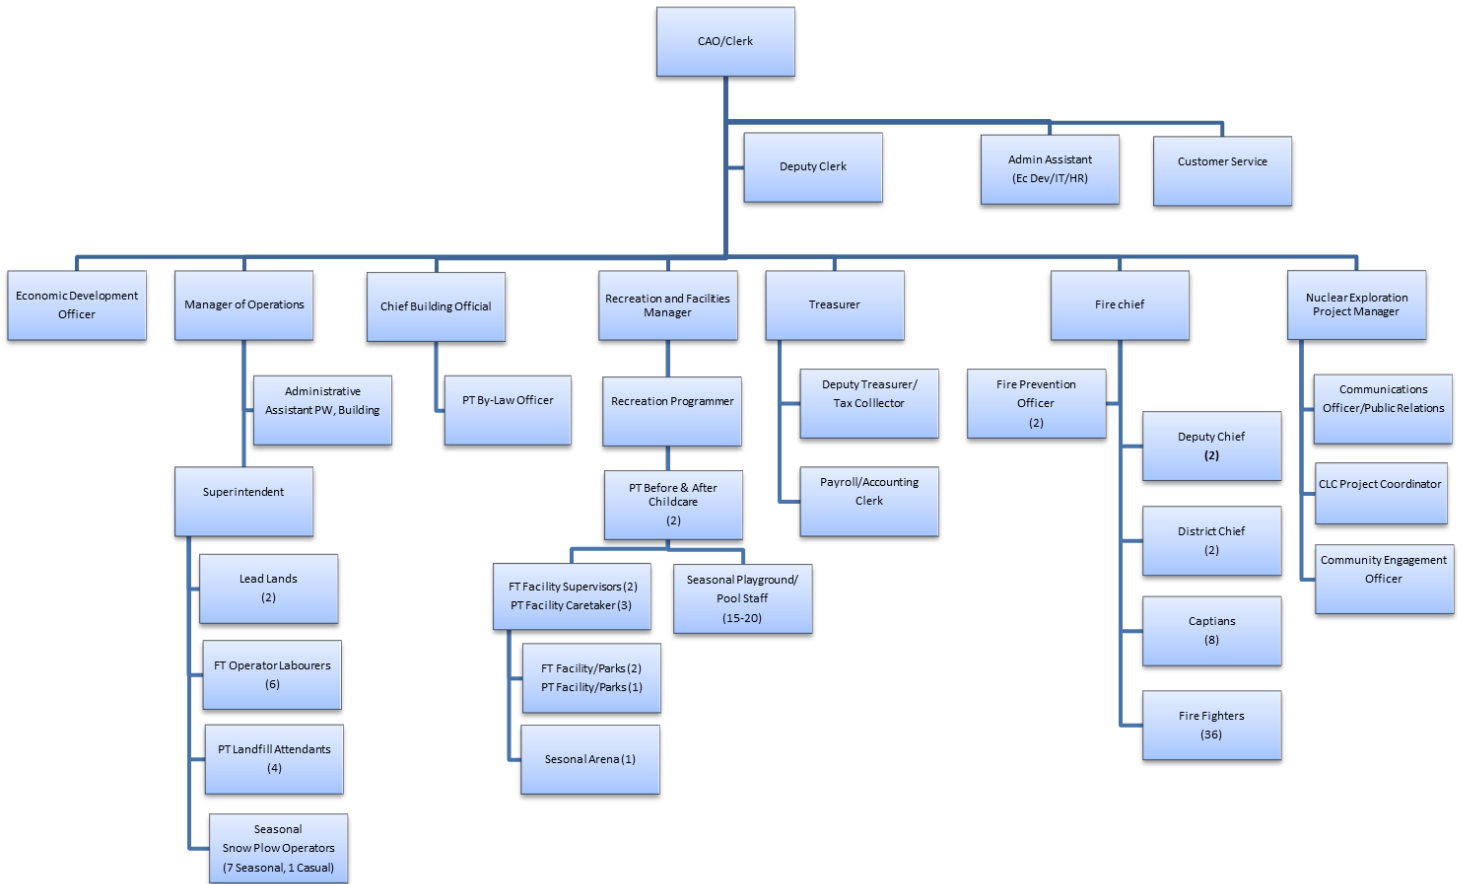 CAO/Clerk
Deputy Clerk
Admin Assistant
(Ec Dev/IT/HR)
Customer Service
Economic Development
Officer
Manager of Operations
Chief Building Official
Recreation and Facilities
Manager
Treasurer
Fire chief
Nuclear Exploration
Project Manager
Administrative
Assistant PW, Building
Superintendent
Lead Lands
(2)
FT Operator Labourers
(6)
PT Landfill Attendants
(4)
Seasonal
Snow Plow Operators
(7 Seasonal, 1 Casual)
PT By-Law Officer
Recreation Programmer
PT Before & After
Childcare
(2)
FT Facility Supervisors (2)
PT Facility Caretaker (3)
Seasonal Playground/
Pool Staff
(15-20)
FT Facility/Parks (2)
PT Facility/Parks (1)
Sesonal Arena (1)
Deputy Treasurer/
Tax Colllector
Payroll/Accounting
Clerk
Fire Prevention
Officer
(2)
Deputy Chief
(2)
District Chief
(2)
Captians
(8)
Fire Fighters
(36)
Communications
Officer/Public Relations
CLC Project Coordinator
Community Engagement
Officer